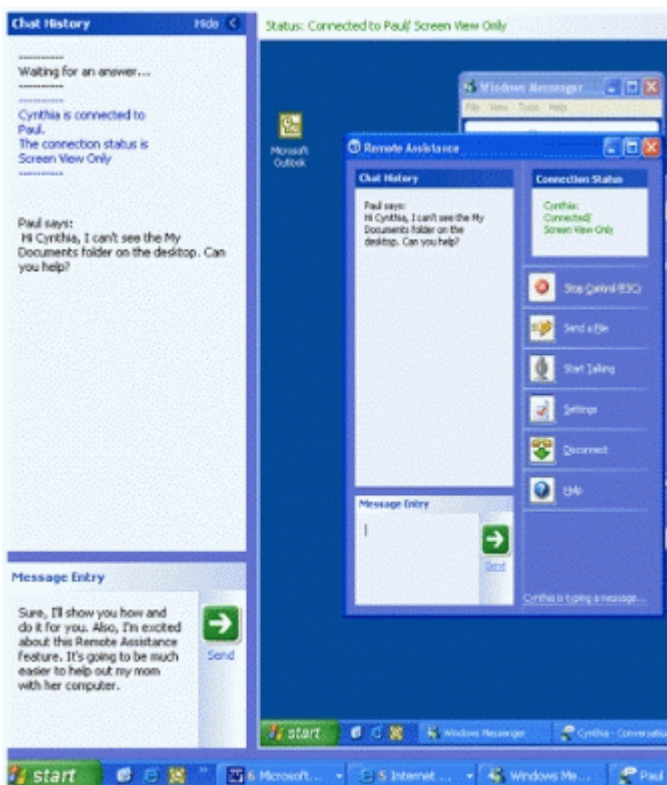 Chat History Hide
Status: Connected to Paul/ Screen View Only
----------
Waiting for an answer...
----------
----------
Cynthia is connected to
Paul.
The connection status is
Screen View Only
----------
Paul says:
Hi Cynthia, I can't see the My
Documents folder on the desktop. Can
you help?
Message Entry
Sure, I'll show you how and
do it for you. Also, I'm excited
about this Remote Assistance
feature. It's going to be much
easier to help out my mom
with her computer.
Send
Microsoft
Outlook
Windows Messenger
File View Tools Help
Remote Assistance
Chat History
Paul says:
Hi Cynthia, I can't see the My
Documents folder on the
desktop. Can you help?
Connection Status
Cynthia:
Connected/
Screen View Only
Stop Control (ESC)
Send a File
Start Talking
Settings
Disconnect
Help
Message Entry
Send
Cynthia is typing a message...
start Windows Messenger Cynthia - Conversatio
start 6 Microsoft... 5 Internet ... Windows Me... Paul